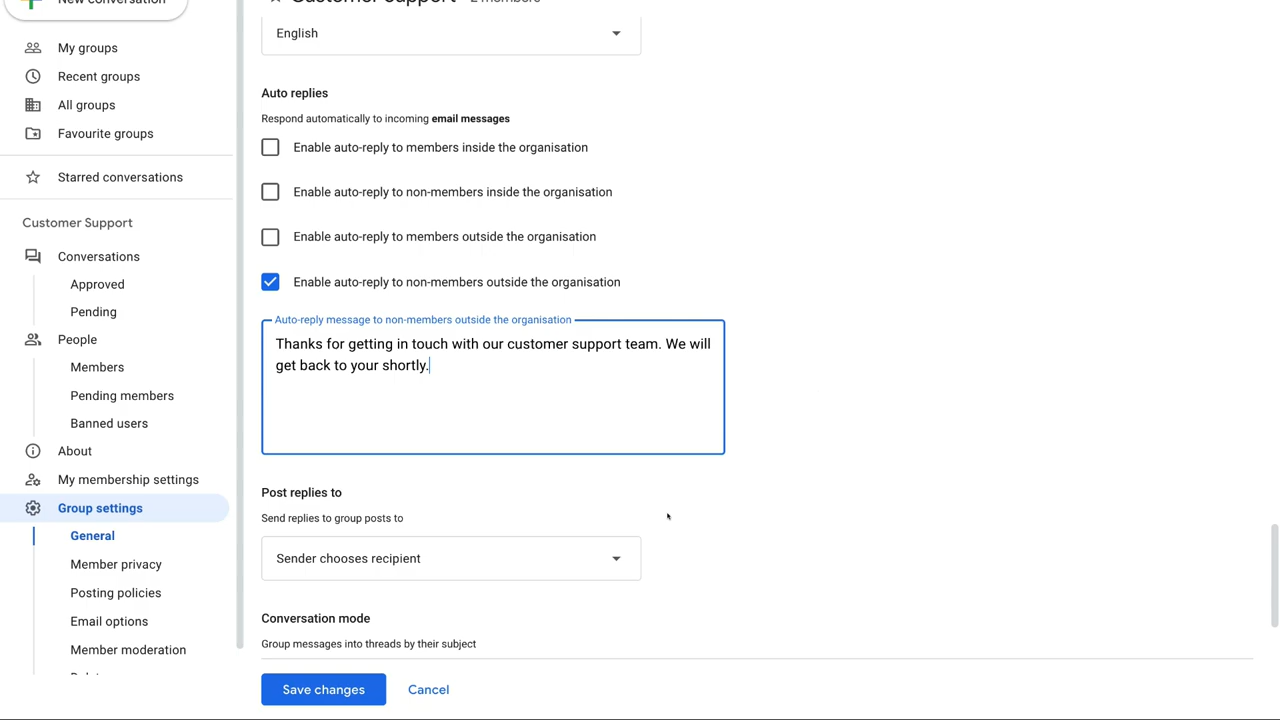 New conversation
Customer Support 2 members
My groups
Recent groups
All groups
Favourite groups
Starred conversations
Customer Support
Conversations
Approved
Pending
People
Members
Pending members
Banned users
About
My membership settings
Group settings
General
Member privacy
Posting policies
Email options
Member moderation
English
Auto replies
Respond automatically to incoming email messages
Enable auto-reply to members inside the organisation
Enable auto-reply to non-members inside the organisation
Enable auto-reply to members outside the organisation
Enable auto-reply to non-members outside the organisation
Auto-reply message to non-members outside the organisation
Thanks for getting in touch with our customer support team. We will
get back to your shortly.
Post replies to
Send replies to group posts to
Sender chooses recipient
Conversation mode
Group messages into threads by their subject
Save changes
Cancel